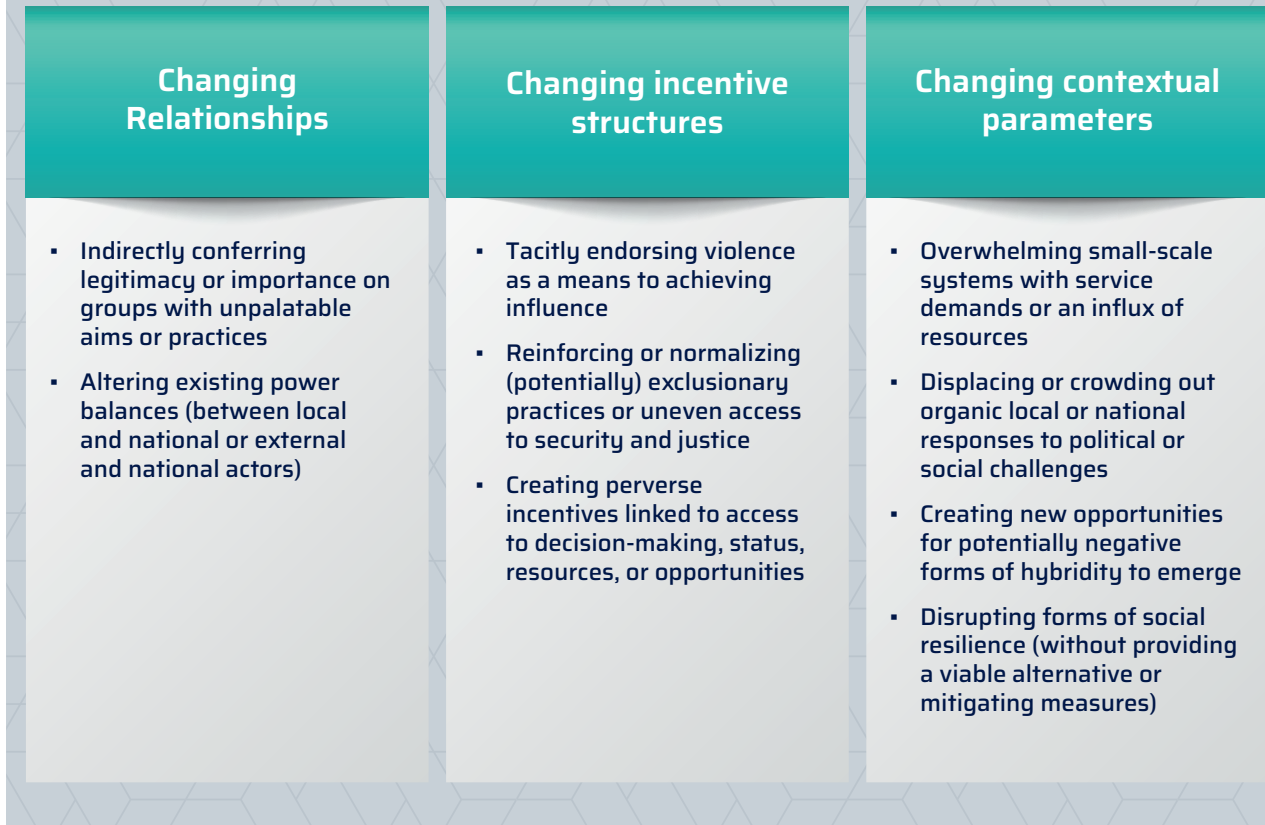 Changing
Relationships
▪ Indirectly conferring
legitimacy or importance on
groups with unpalatable
aims or practices
▪ Altering existing power
balances (between local
and national or external
and national actors)
Changing incentive
structures
▪ Tacitly endorsing violence
as a means to achieving
influence
▪ Reinforcing or normalizing
(potentially) exclusionary
practices or uneven access
to security and justice
▪ Creating perverse
incentives linked to access
to decision-making, status,
resources, or opportunities
Changing contextual
parameters
▪ Overwhelming small-scale
systems with service
demands or an influx of
resources
▪ Displacing or crowding out
organic local or national
responses to political or
social challenges
▪ Creating new opportunities
for potentially negative
forms of hybridity to emerge
▪ Disrupting forms of social
resilience (without providing
a viable alternative or
mitigating measures)